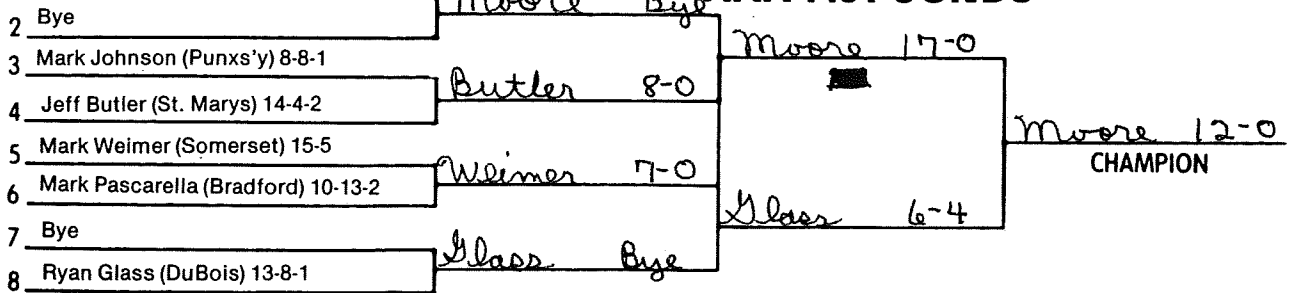 Moore Bye
2 Bye
3 Mark Johnson (Punxs'y) 8-8-1
4 Jeff Butler (St. Marys) 14-4-2
Butler 8-0
Moore 17-0
5 Mark Weimer (Somerset) 15-5
6 Mark Pascarella (Bradford) 10-13-2
Weimer 7-0
7 Bye
8 Ryan Glass (DuBois) 13-8-1
Glass Bye
Glass 6-4
Moore 12-0
CHAMPION